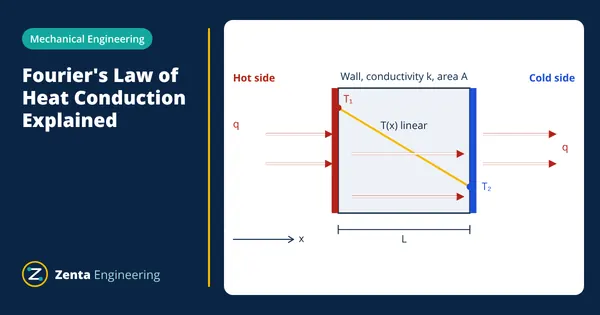 Mechanical Engineering
Fourier's Law of
Heat Conduction
Explained
Zenta Engineering
Hot side
Wall, conductivity k, area A
Cold side
T₁
q
T(x) linear
q
T₂
x
L